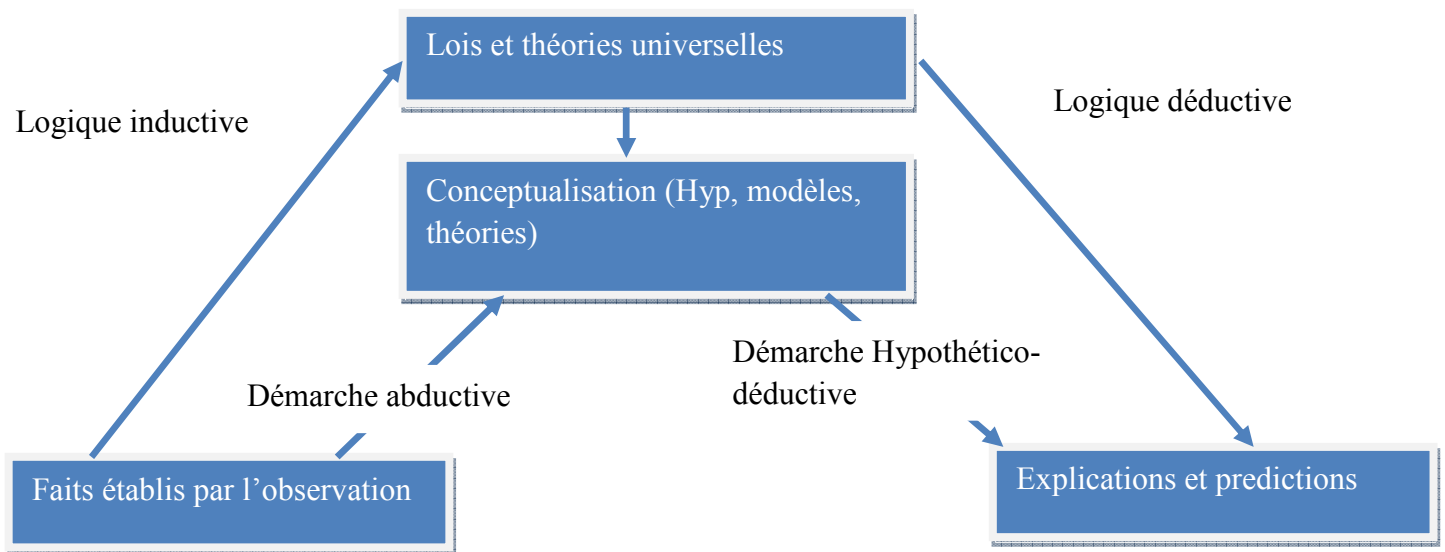 Lois et théories universelles
Logique inductive
Logique déductive
Conceptualisation (Hyp, modèles,
théories)
Démarche abductive
Démarche Hypothético-
déductive
Faits établis par l’observation
Explications et predictions